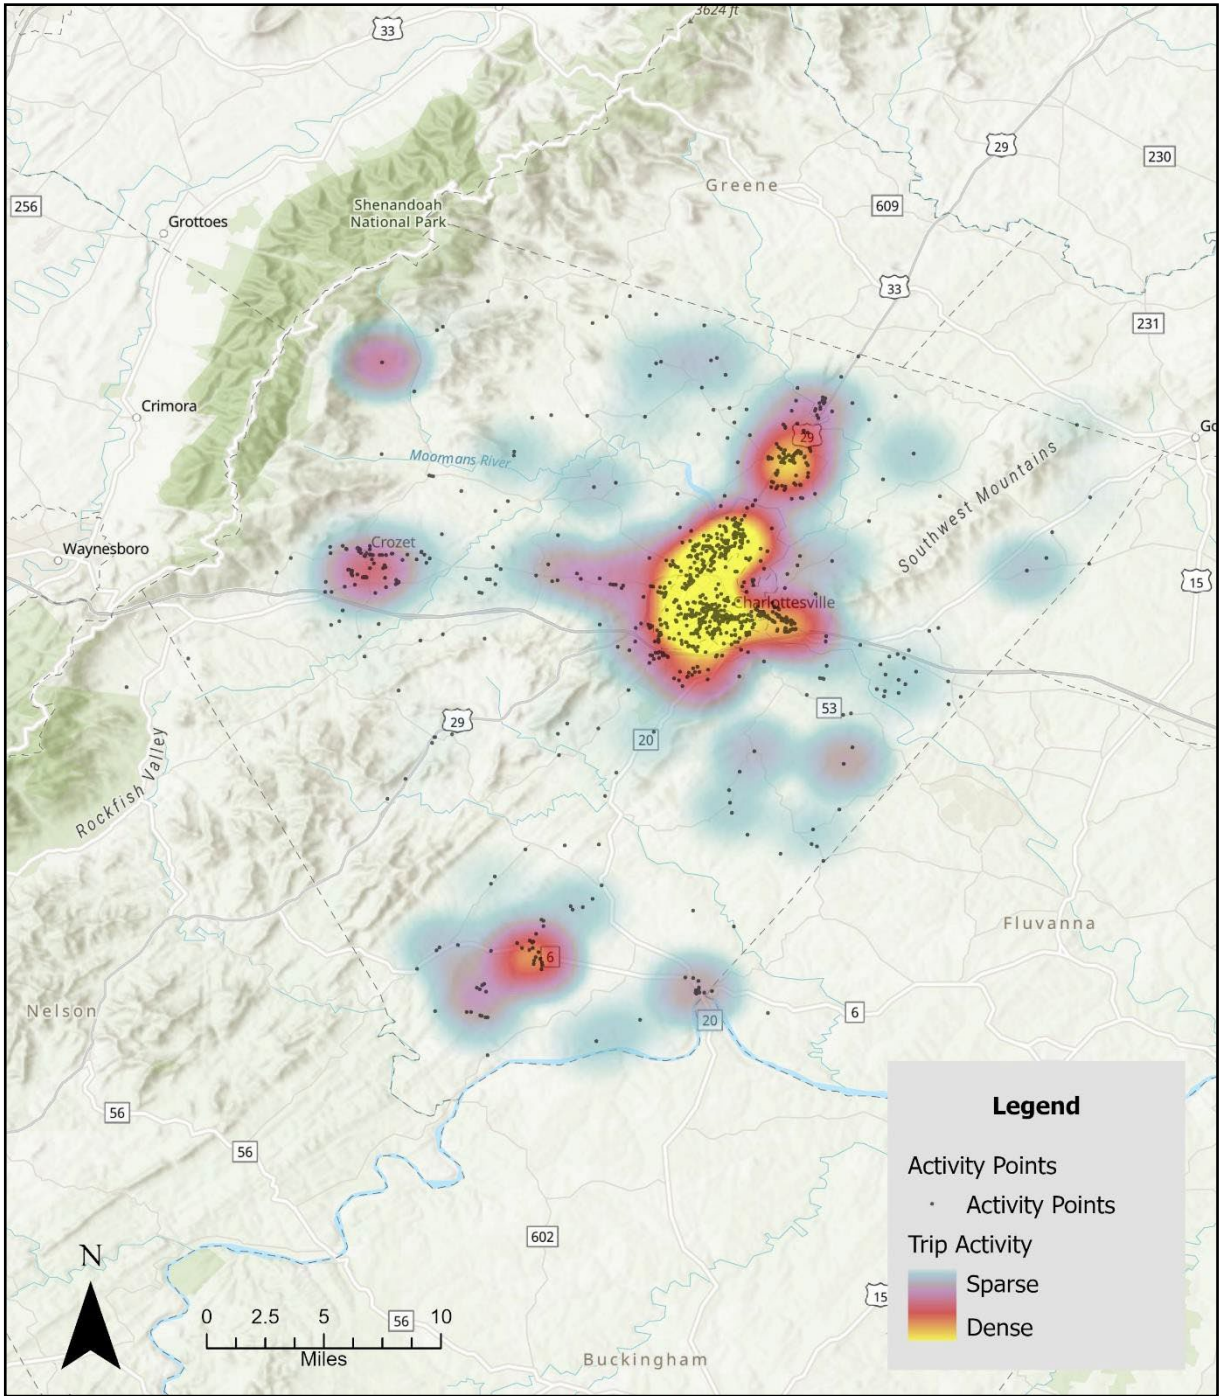 3624 ft
33
29
230
Greene
256
Shenandoah
National Park
609
Grottoes
33
231
Crimora
29
Go
Moormans River
Southwest Mountains
Crozet
Waynesboro
15
Charlottesville
53
29
20
Rockfish Valley
Fluvanna
6
Nelson
20
6
56
56
602
15
56
Buckingham
N
0 2.5 5 10
Miles
Legend
Activity Points
Activity Points
Trip Activity
Sparse
Dense